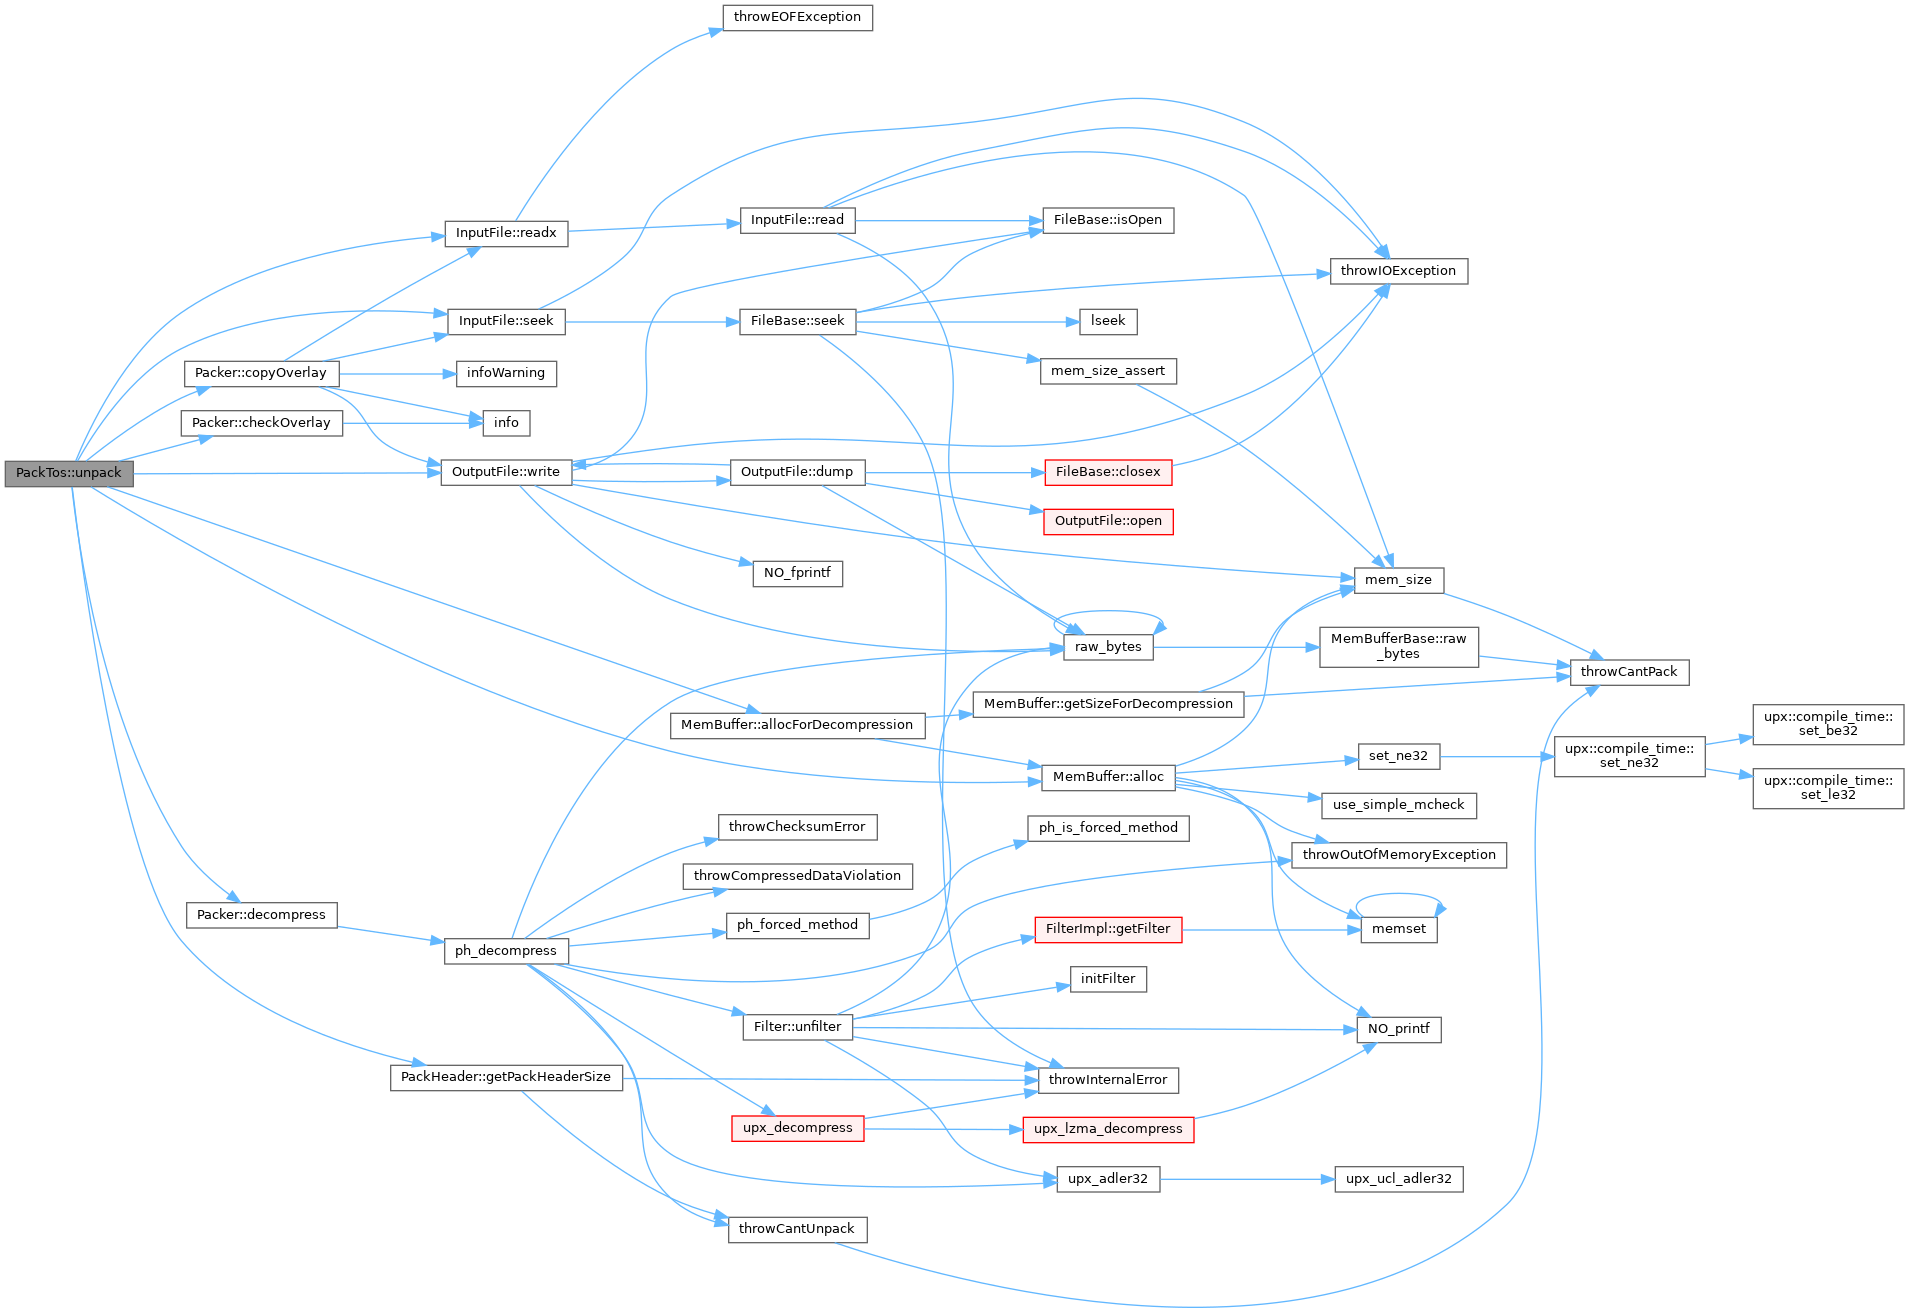 throwEOFException
InputFile::readx
InputFile::read
FileBase::isOpen
throwIOException
InputFile::seek
FileBase::seek
lseek
Packer::copyOverlay
infoWarning
mem_size_assert
Packer::checkOverlay
info
PackTos::unpack
OutputFile::write
OutputFile::dump
FileBase::closex
OutputFile::open
NO_fprintf
mem_size
raw_bytes
MemBufferBase::raw
_bytes
throwCantPack
MemBuffer::getSizeForDecompression
MemBuffer::allocForDecompression
upx::compile_time::
set_be32
MemBuffer::alloc
set_ne32
upx::compile_time::
set_ne32
upx::compile_time::
set_le32
use_simple_mcheck
throwChecksumError
ph_is_forced_method
throwOutOfMemoryException
throwCompressedDataViolation
Packer::decompress
ph_forced_method
FilterImpl::getFilter
memset
ph_decompress
initFilter
Filter::unfilter
NO_printf
PackHeader::getPackHeaderSize
throwInternalError
upx_decompress
upx_lzma_decompress
upx_adler32
upx_ucl_adler32
throwCantUnpack